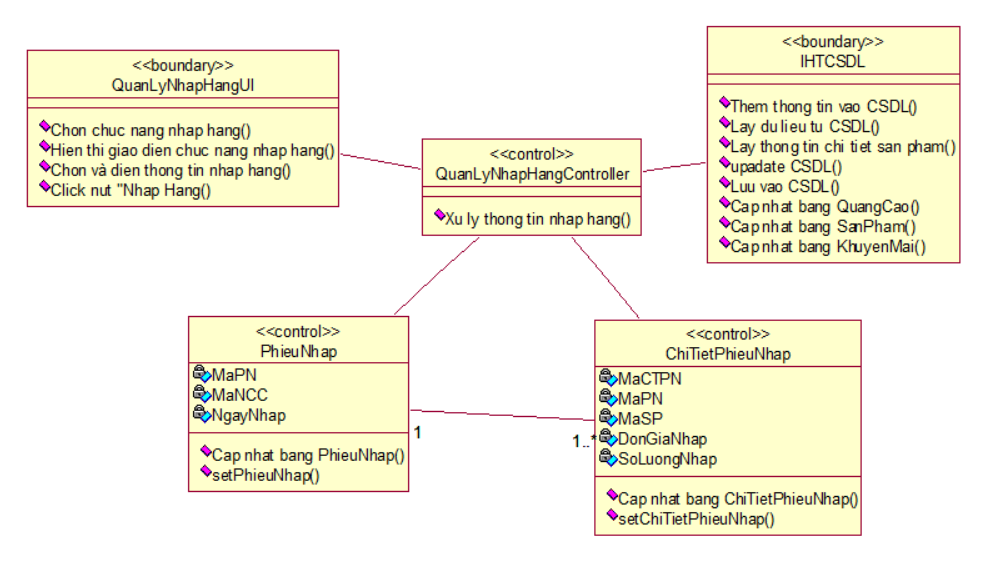 <<boundary>>
QuanLyNhapHangUI
Chon chuc nang nhap hang()
Hien thi giao dien chuc nang nhap hang()
Chon và dien thong tin nhap hang()
Click nut "Nhap Hang()
<<control>>
QuanLyNhapHangController
Xu ly thong tin nhap hang()
<<boundary>>
IHTCSDL
Them thong tin vao CSDL()
Lay du lieu tu CSDL()
Lay thong tin chi tiet san pham()
upadate CSDL()
Luu vao CSDL()
Cap nhat bang QuangCao()
Cap nhat bang SanPham()
Cap nhat bang KhuyenMai()
<<control>>
PhieuNhap
MaPN
MaNCC
NgayNhap
Cap nhat bang PhieuNhap()
setPhieuNhap()
1
1..*
<<control>>
ChiTietPhieuNhap
MaCTPN
MaPN
MaSP
DonGiaNhap
SoLuongNhap
Cap nhat bang ChiTietPhieuNhap()
setChiTietPhieuNhap()